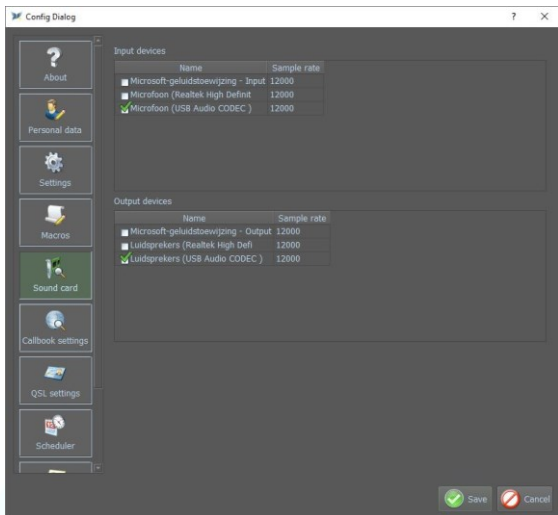 Config Dialog
?
About
Personal data
Settings
Macros
Sound card
Callbook settings
QSL settings
Scheduler
Input devices
Name Sample rate
Microsoft-geluidstoewijzing - Input 12000
Microfoon (Realtek High Definit 12000
Microfoon (USB Audio CODEC ) 12000
Output devices
Name Sample rate
Microsoft-geluidstoewijzing - Output 12000
Luidsprekers (Realtek High Defi 12000
Luidsprekers (USB Audio CODEC ) 12000
Save Cancel